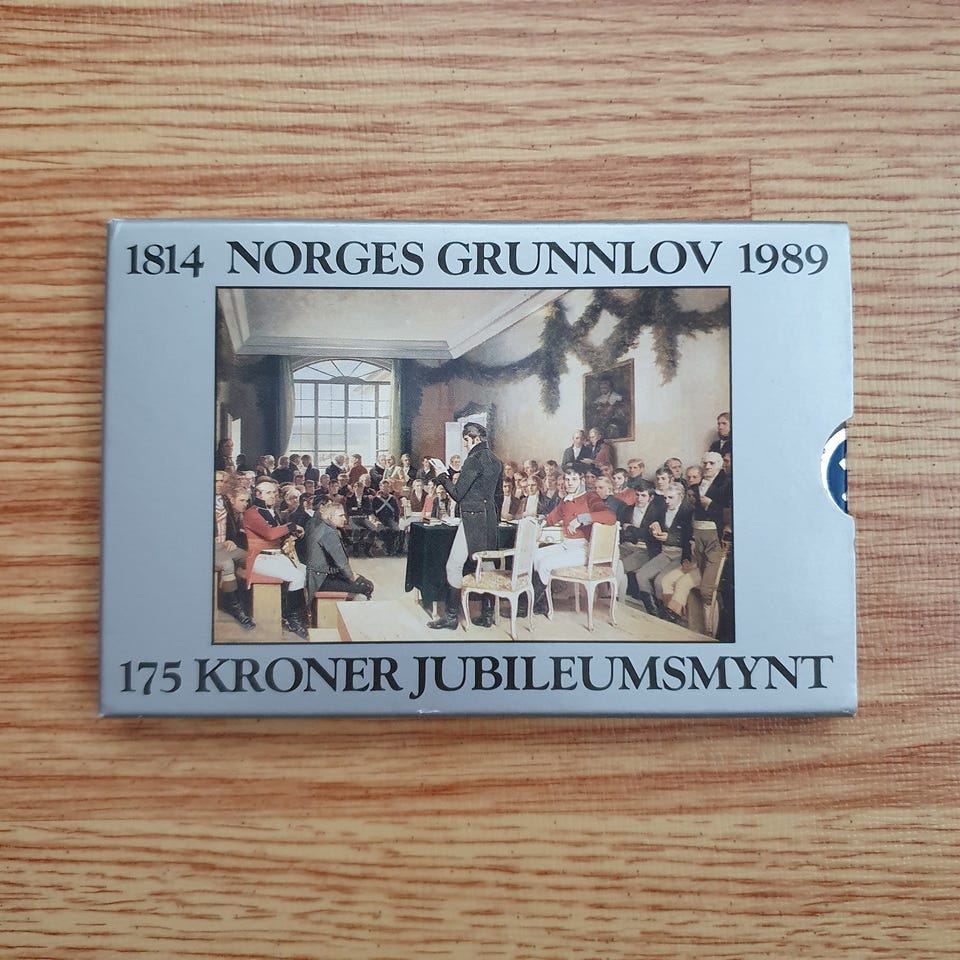 1814 NORGES GRUNNLOV 1989
175 KRONER JUBILEUMSMYNT